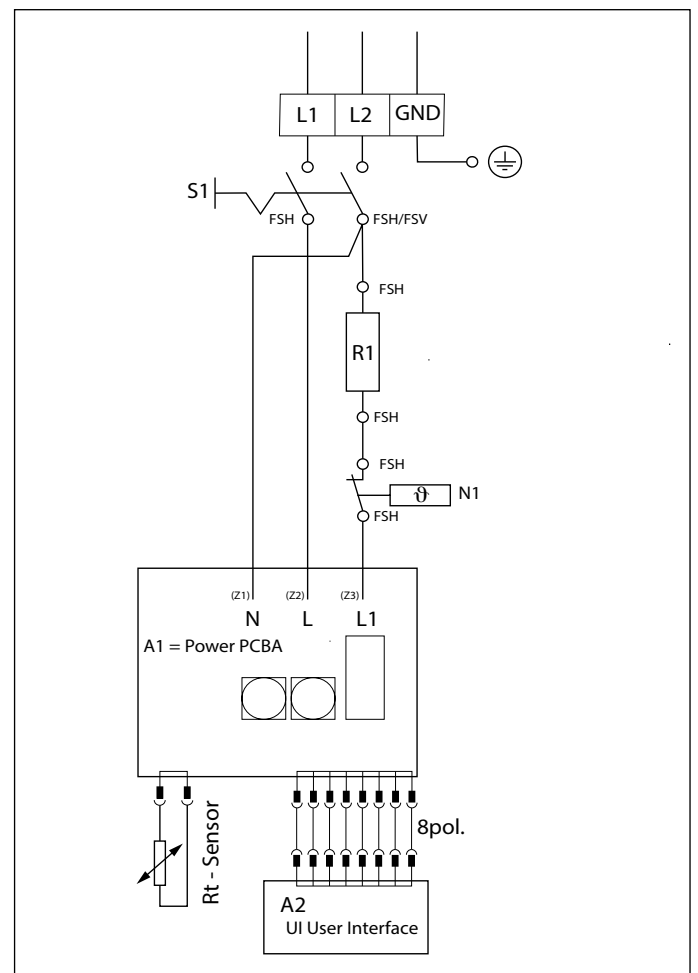 L1 L2 GND
S1
FSH FSH/FSV
FSH
R1
FSH
FSH
ϑ N1
FSH
(Z1) (Z2) (Z3)
N L L1
A1 = Power PCBA
Rt - Sensor
8pol.
A2
UI User Interface